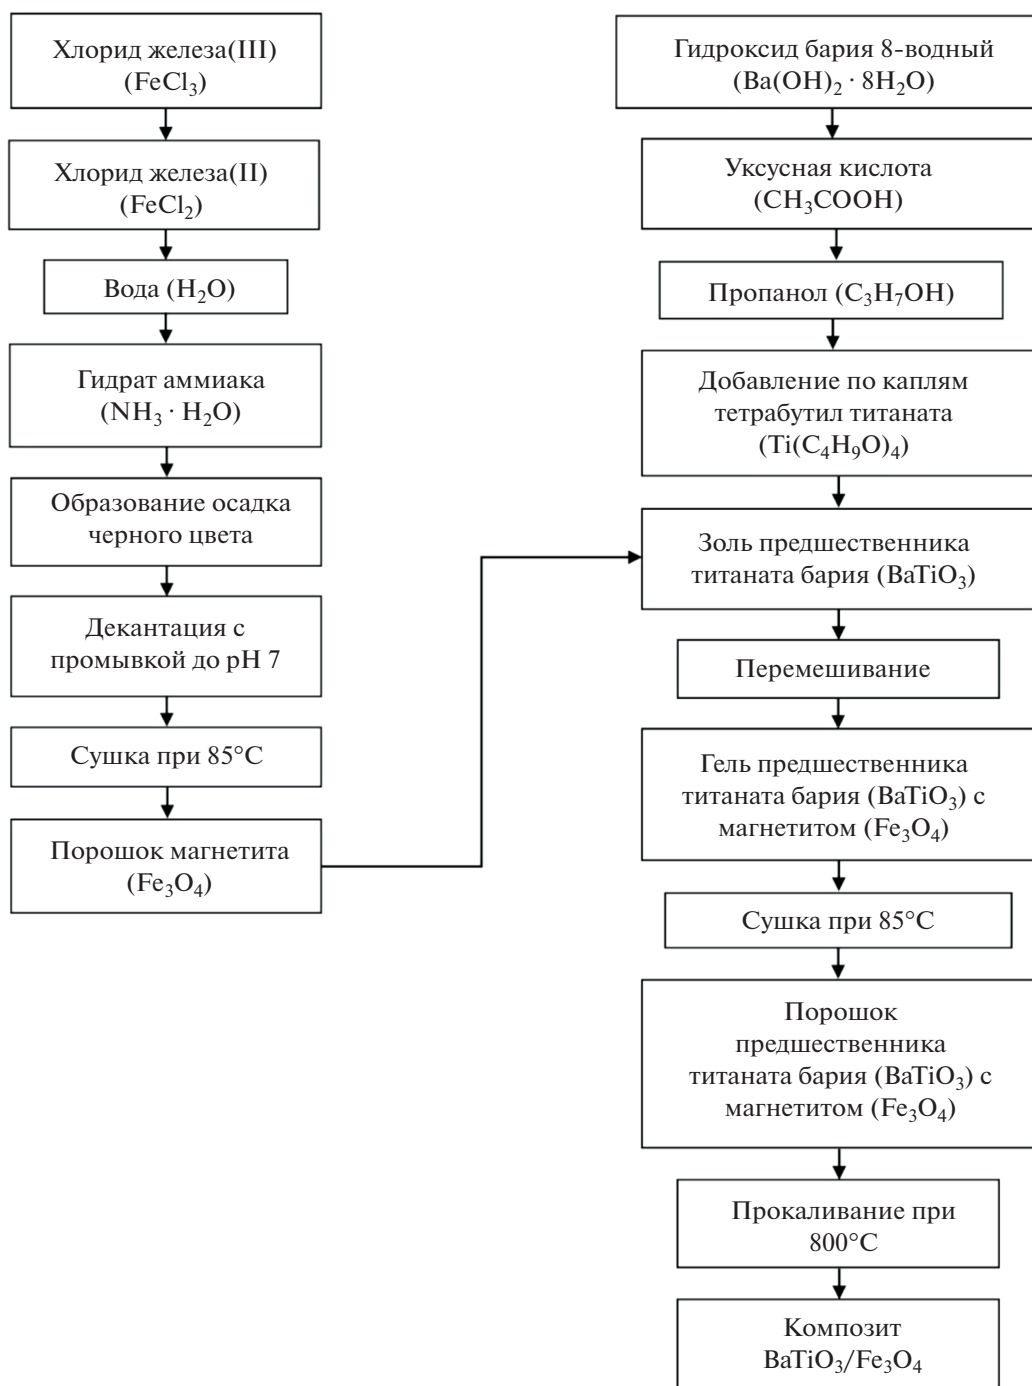 Хлорид железа(III)
(FeCl₃)
Хлорид железа(II)
(FeCl₂)
Вода (H₂O)
Гидрат аммиака
(NH₃ · H₂O)
Образование осадка
черного цвета
Декантация с
промывкой до pH 7
Сушка при 85°C
Порошок магнетита
(Fe₃O₄)
Гидроксид бария 8-водный
(Ba(OH)₂ · 8H₂O)
Уксусная кислота
(CH₃COOH)
Пропанол (C₃H₇OH)
Добавление по каплям
тетрабутил титаната
(Ti(C₄H₉O)₄)
Золь предшественника
титаната бария (BaTiO₃)
Перемешивание
Гель предшественника
титаната бария (BaTiO₃) с
магнетитом (Fe₃O₄)
Сушка при 85°C
Порошок
предшественника
титаната бария (BaTiO₃) с
магнетитом (Fe₃O₄)
Прокаливание при
800°C
Композит
BaTiO₃/Fe₃O₄